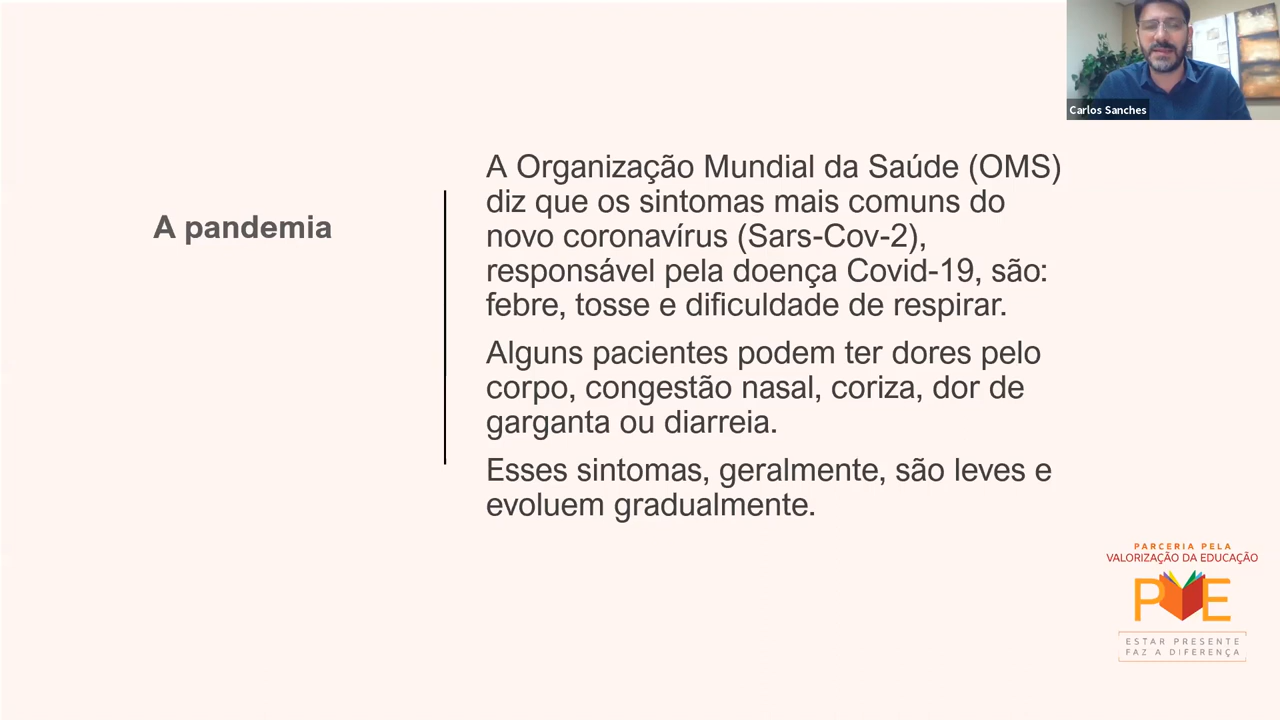 Carlos Sanches
A pandemia
A Organização Mundial da Saúde (OMS)
diz que os sintomas mais comuns do
novo coronavírus (Sars-Cov-2),
responsável pela doença Covid-19, são:
febre, tosse e dificuldade de respirar.
Alguns pacientes podem ter dores pelo
corpo, congestão nasal, coriza, dor de
garganta ou diarreia.
Esses sintomas, geralmente, são leves e
evoluem gradualmente.
PARCERIA PELA
VALORIZAÇÃO DA EDUCAÇÃO
PVE
ESTAR PRESENTE
FAZ A DIFERENÇA